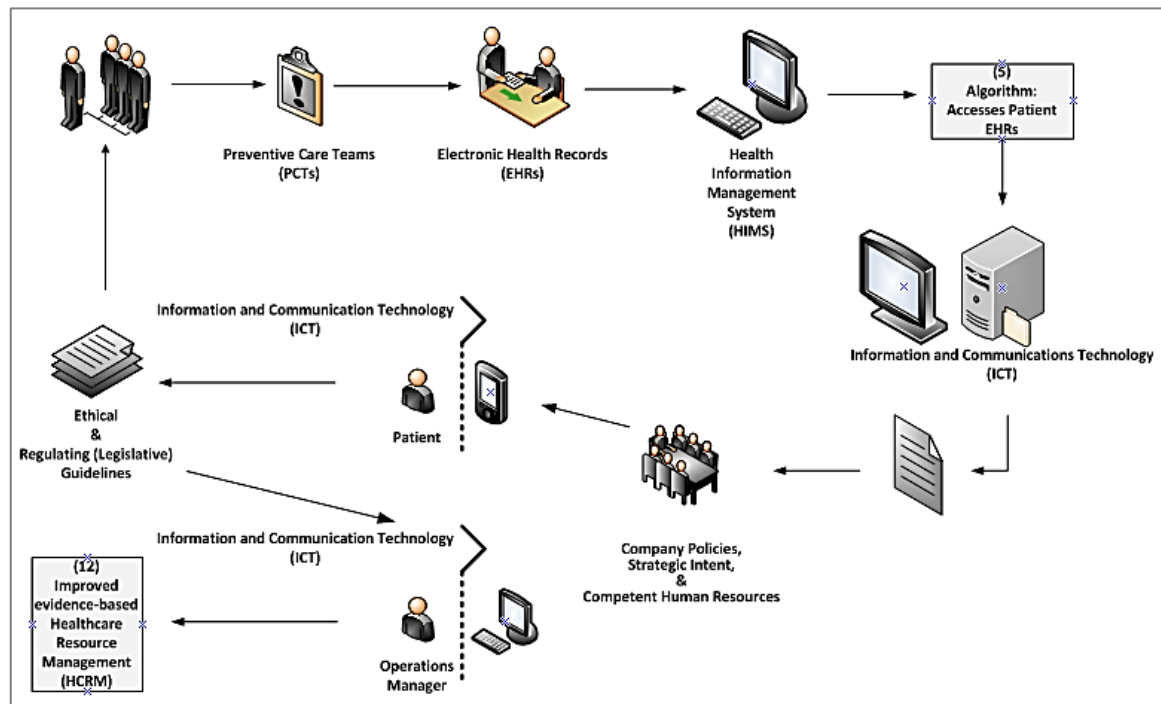 Preventive Care Teams
(PCTs)
Electronic Health Records
(EHRs)
Health
Information
Management
System
(HIMS)
(5)
Algorithm:
Accesses Patient
EHRs
Information and Communications Technology
(ICT)
Information and Communication Technology
(ICT)
Patient
Ethical
&
Regulating (Legislative)
Guidelines
Company Policies,
Strategic Intent,
&
Competent Human Resources
Information and Communication Technology
(ICT)
Operations
Manager
(12)
Improved
evidence-based
Healthcare
Resource
Management
(HCRM)